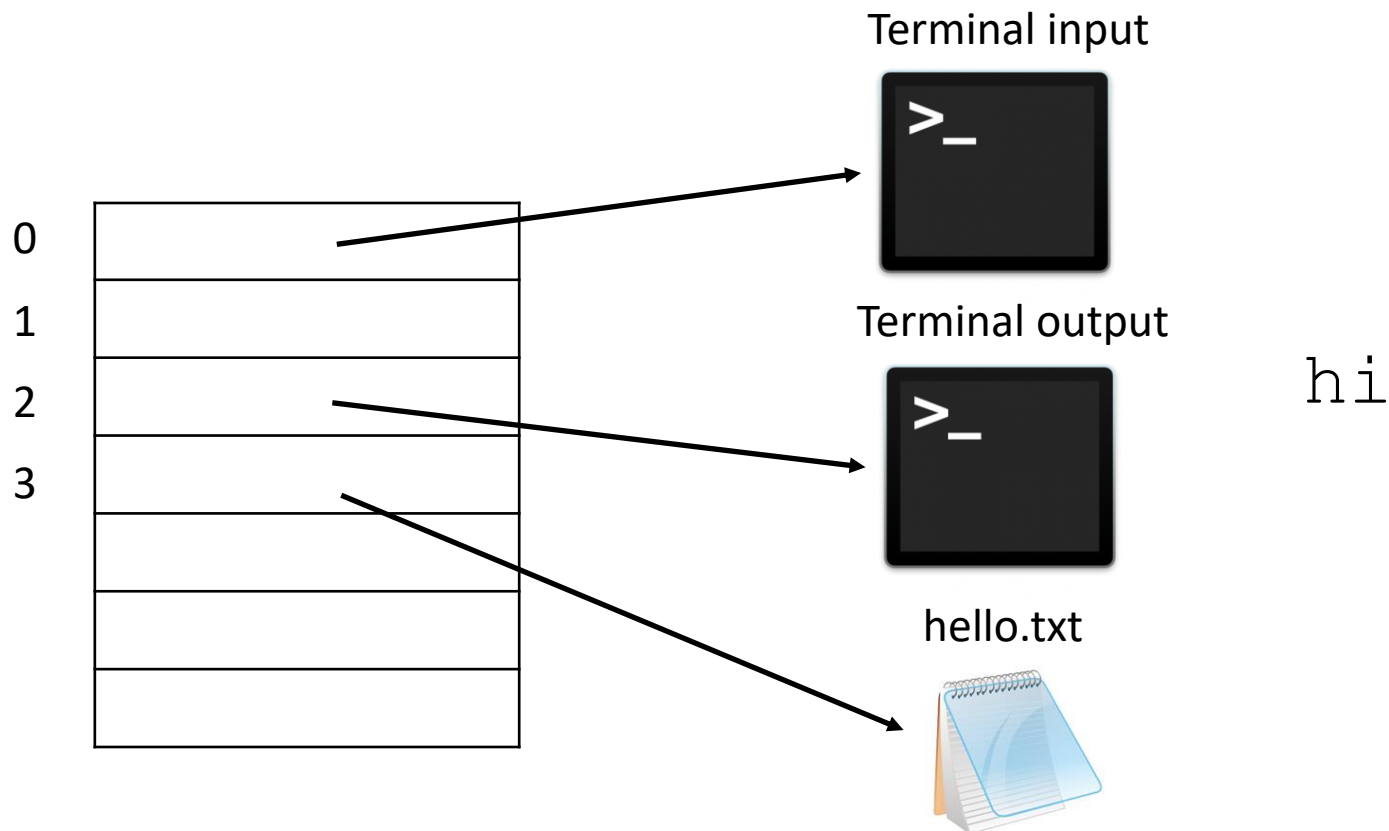 Terminal input
>_
0
1
2
3
Terminal output
>_
hi
hello.txt